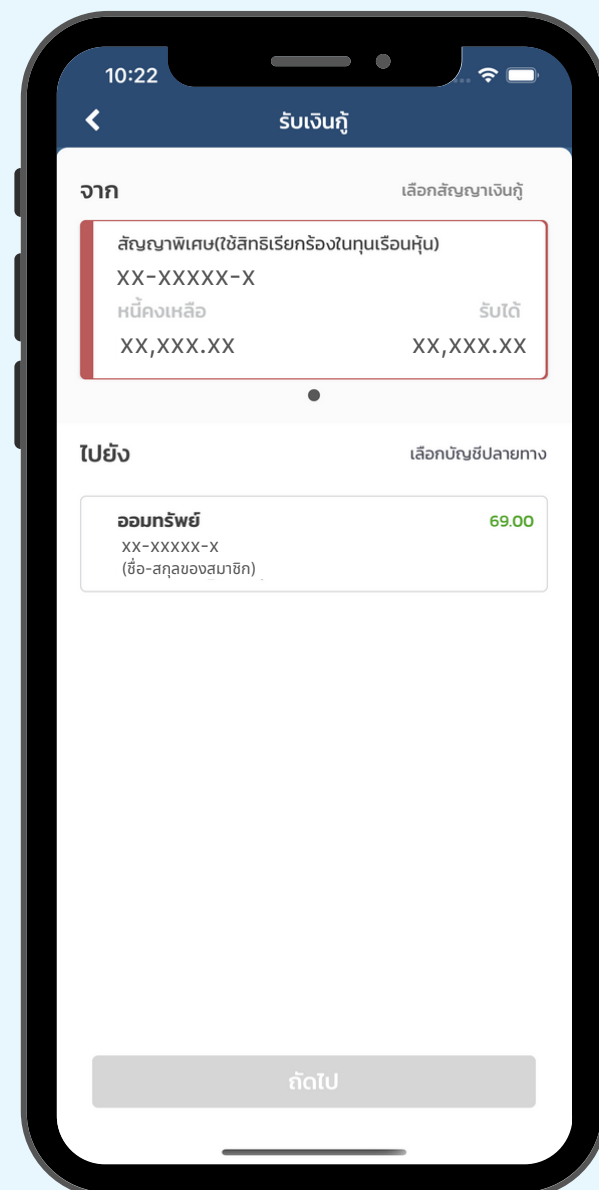 10:22
รับเงินกู้
จาก
เลือกสัญญาเงินกู้
สัญญาพิเศษ(ใช้สิทธิเรียกร้องในทุนเรือนหุ้น)
XX-XXXXX-X
หนี้คงเหลือ
รับได้
XX,XXX.XX
XX,XXX.XX
ไปยัง
เลือกบัญชีปลายทาง
ออมทรัพย์
69.00
XX-XXXXX-X
(ชื่อ-สกุลของสมาชิก)
ถัดไป